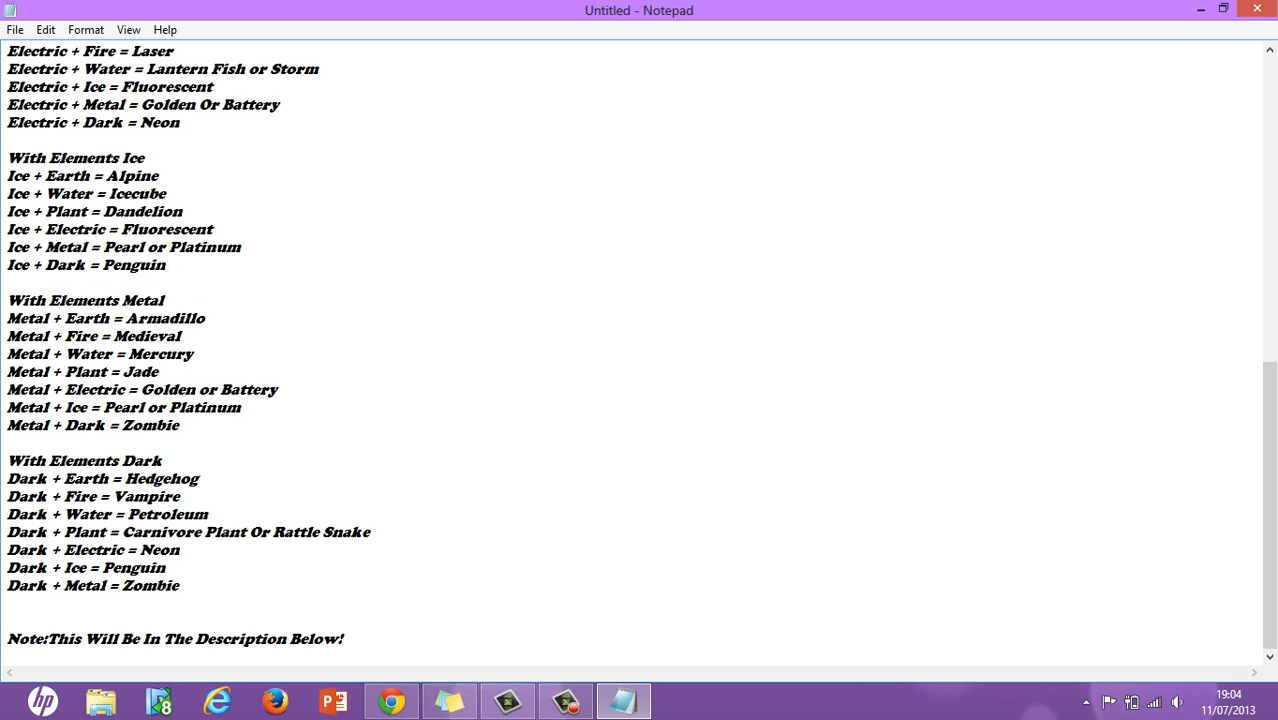 Untitled - Notepad
File Edit Format View Help
Electric + Fire = Laser
Electric + Water = Lantern Fish or Storm
Electric + Ice = Fluorescent
Electric + Metal = Golden Or Battery
Electric + Dark = Neon
With Elements Ice
Ice + Earth = Alpine
Ice + Water = Icecube
Ice + Plant = Dandelion
Ice + Electric = Fluorescent
Ice + Metal = Pearl or Platinum
Ice + Dark = Penguin
With Elements Metal
Metal + Earth = Armadillo
Metal + Fire = Medieval
Metal + Water = Mercury
Metal + Plant = Jade
Metal + Electric = Golden or Battery
Metal + Ice = Pearl or Platinum
Metal + Dark = Zombie
With Elements Dark
Dark + Earth = Hedgehog
Dark + Fire = Vampire
Dark + Water = Petroleum
Dark + Plant = Carnivore Plant Or Rattle Snake
Dark + Electric = Neon
Dark + Ice = Penguin
Dark + Metal = Zombie
Note:This Will Be In The Description Below!
19:04
11/07/2013